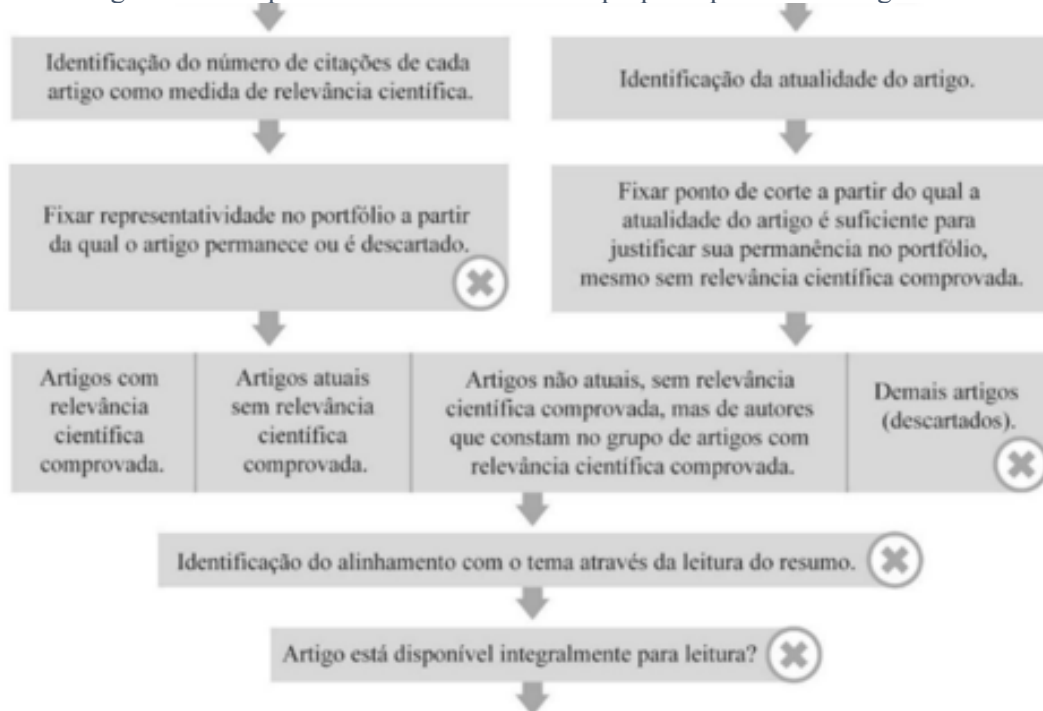 Identificação do número de citações de cada
artigo como medida de relevância científica.
Identificação da atualidade do artigo.
Fixar representatividade no portfólio a partir
da qual o artigo permanece ou é descartado.
Fixar ponto de corte a partir do qual a
atualidade do artigo é suficiente para
justificar sua permanência no portfólio,
mesmo sem relevância científica comprovada.
Artigos com
relevância
científica
comprovada.
Artigos atuais
sem relevância
científica
comprovada.
Artigos não atuais, sem relevância
científica comprovada, mas de autores
que constam no grupo de artigos com
relevância científica comprovada.
Demais artigos
(descartados).
Identificação do alinhamento com o tema através da leitura do resumo.
Artigo está disponível integralmente para leitura?